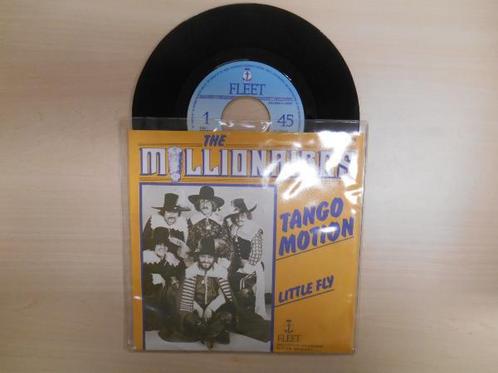 FLEET
1
45
THE
MILLIONAIRES
TANGO
MOTION
LITTLE FLY
FLEET